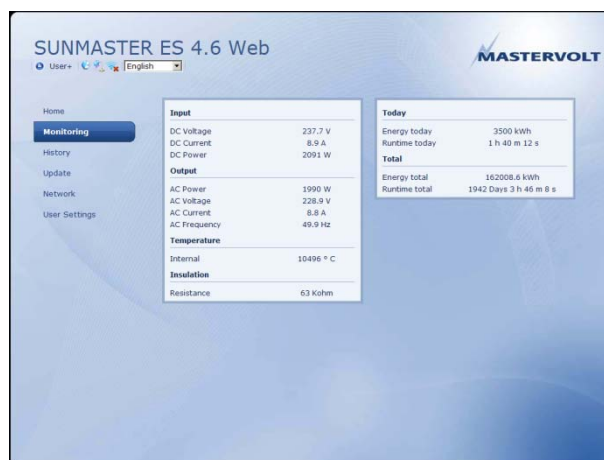 SUNMASTER ES 4.6 Web
User+ English
MASTERVOLT
Home
Monitoring
History
Update
Network
User Settings
Input
DC Voltage 237.7 V
DC Current 8.9 A
DC Power 2091 W
Output
AC Power 1990 W
AC Voltage 228.9 V
AC Current 8.8 A
AC Frequency 49.9 Hz
Temperature
Internal 10496 ° C
Insulation
Resistance 63 Kohm
Today
Energy today 3500 kWh
Runtime today 1 h 40 m 12 s
Total
Energy total 162008.6 kWh
Runtime total 1942 Days 3 h 46 m 8 s